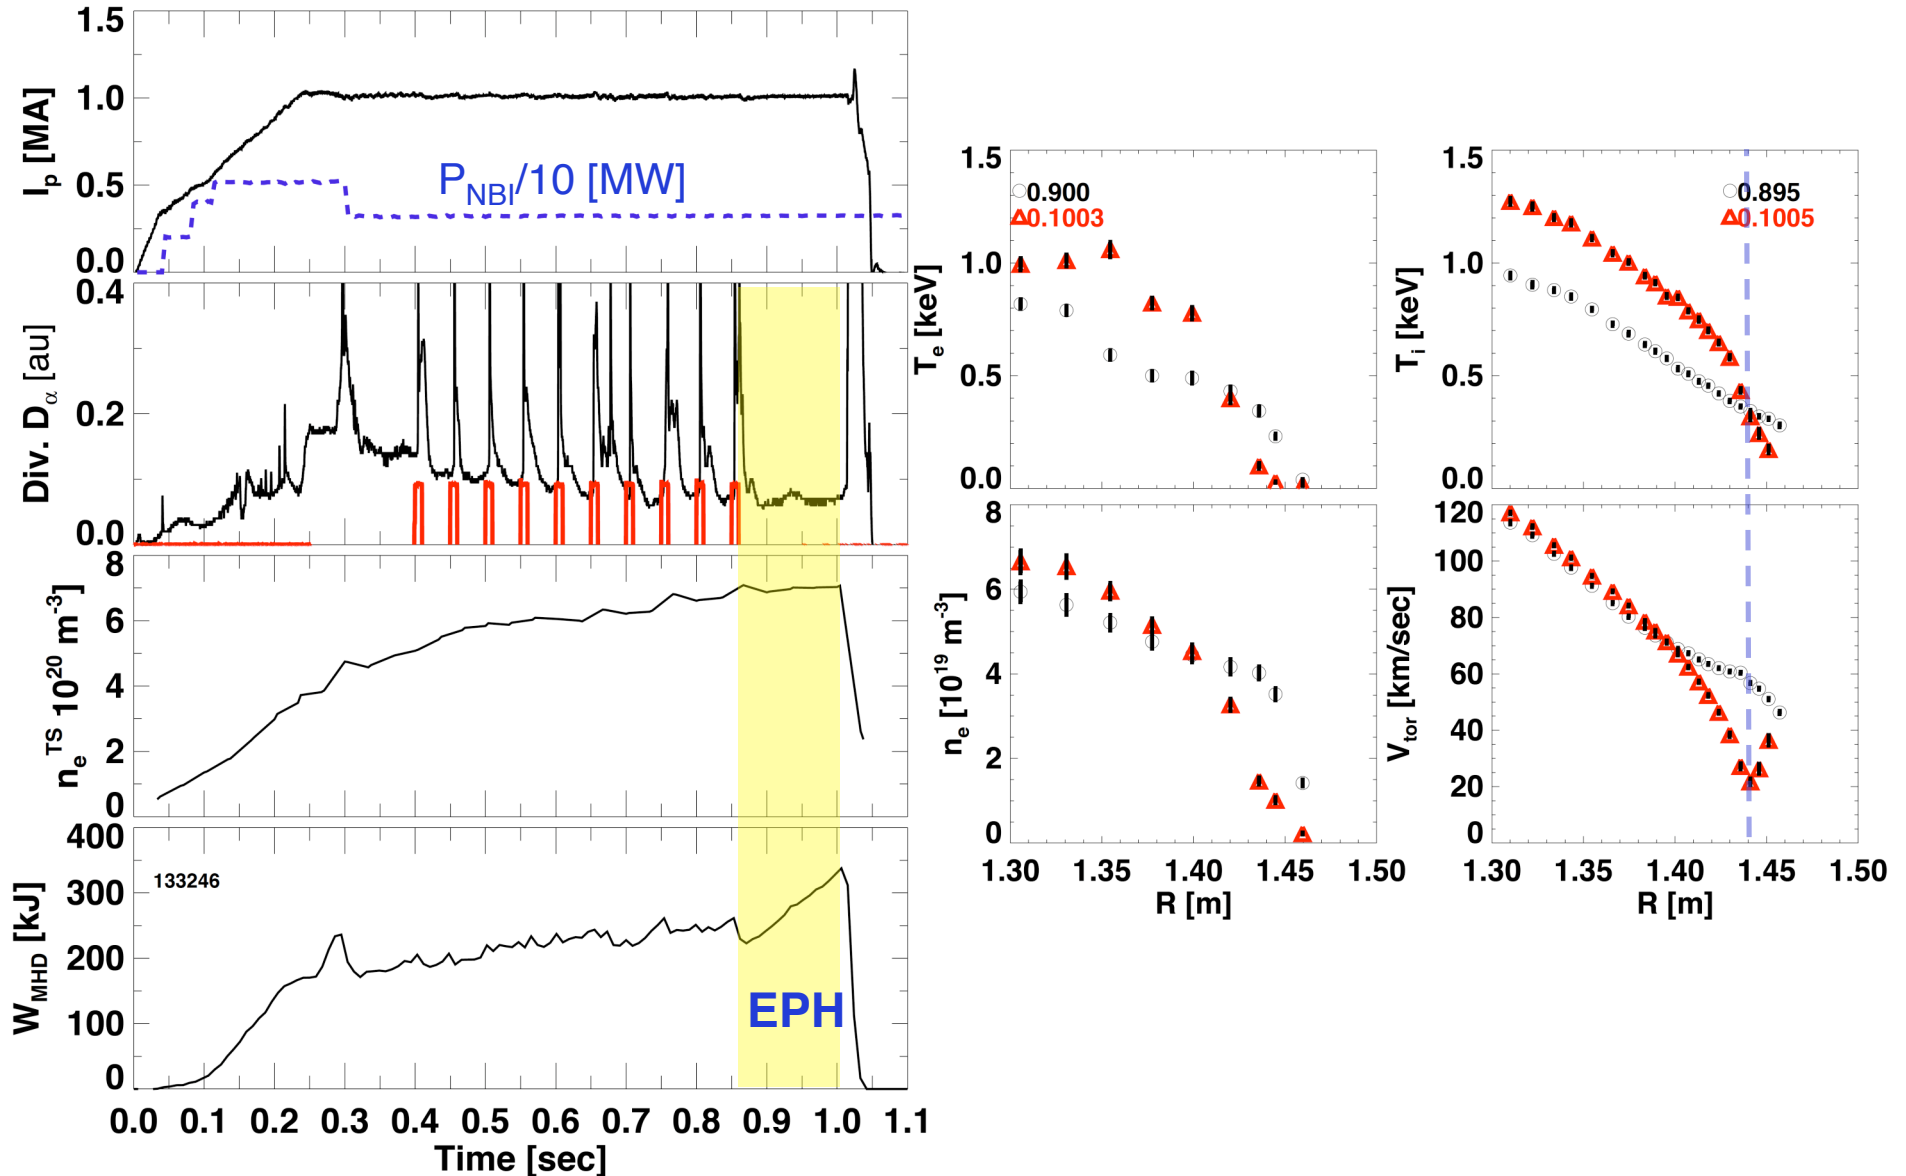 1.5
1.0
0.5
0.0
I_p [MA]
P_NBI/10 [MW]
0.4
0.2
0.0
Div. D_α [au]
8
6
4
2
0
n_e^TS 10^20 m^-3]
400
300
200
100
0
W_MHD [kJ]
133246
EPH
0.0 0.1 0.2 0.3 0.4 0.5 0.6 0.7 0.8 0.9 1.0 1.1
Time [sec]
1.5
1.0
0.5
0.0
T_e [keV]
0.900
0.1003
8
6
4
2
0
n_e [10^19 m^-3]
1.30 1.35 1.40 1.45 1.50
R [m]
1.5
1.0
0.5
0.0
T_i [keV]
0.895
0.1005
120
100
80
60
40
20
0
V_tor [km/sec]
1.30 1.35 1.40 1.45 1.50
R [m]